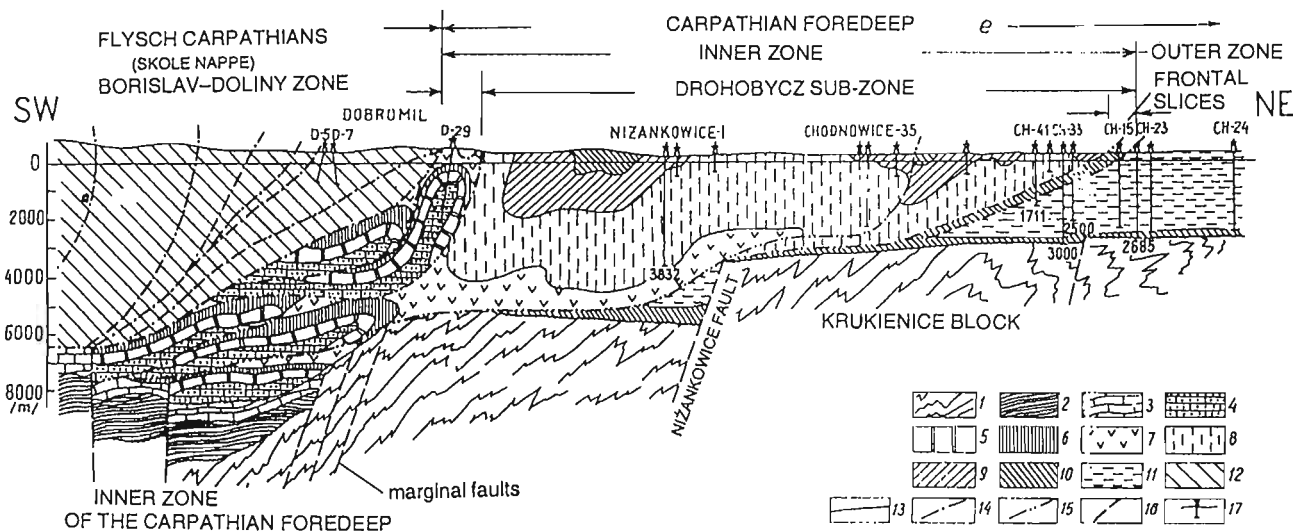 CARPATHIAN FOREDEEP e
FLYSCH CARPATHIANS
(SKOLE NAPPE)
INNER ZONE OUTER ZONE
BORISLAV–DOLINY ZONE
DROHOBYCZ SUB-ZONE
FRONTAL
SLICES
SW
NE
DOBROMIL
D-5 D-7 D-29 NIŻANKOWICE-1 CHODNOWICE-35 CH-41 CH-33 CH-15 CH-23 CH-24
0
2000
4000
6000
8000
/m/
1711
2500
2685
3000
3832
NIŻANKOWICE FAULT
KRUKIENICE BLOCK
marginal faults
INNER ZONE
OF THE CARPATHIAN FOREDEEP
1 2 3 4
5 6 7 8
9 10 11 12
13 14 15 16 17